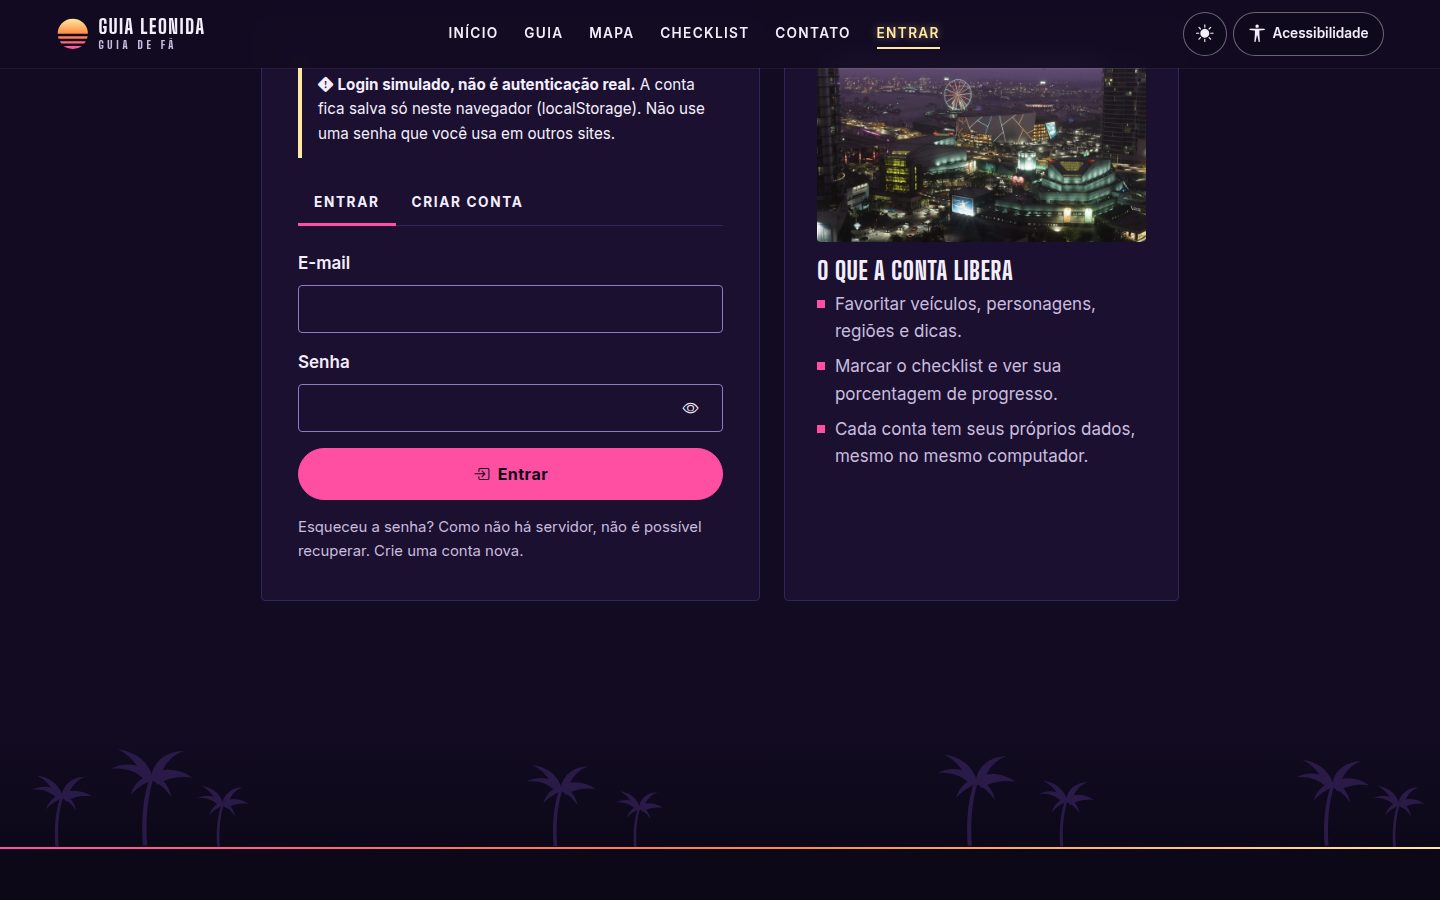 GUIA LEONIDA
GUIA DE FÃ
INÍCIO
GUIA
MAPA
CHECKLIST
CONTATO
ENTRAR
Acessibilidade
Login simulado, não é autenticação real. A conta
fica salva só neste navegador (localStorage). Não use
uma senha que você usa em outros sites.
ENTRAR
CRIAR CONTA
E-mail
Senha
Entrar
Esqueceu a senha? Como não há servidor, não é possível
recuperar. Crie uma conta nova.
O QUE A CONTA LIBERA
Favoritar veículos, personagens,
regiões e dicas.
Marcar o checklist e ver sua
porcentagem de progresso.
Cada conta tem seus próprios dados,
mesmo no mesmo computador.